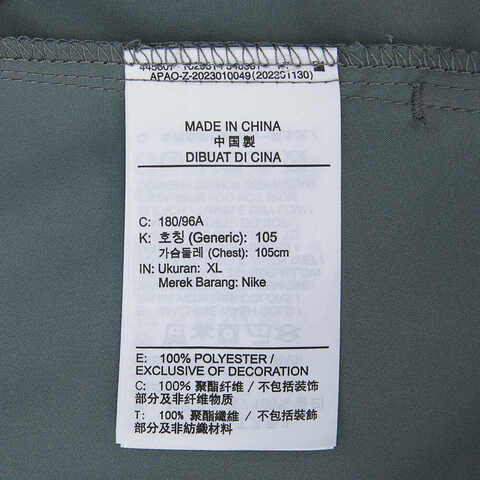 APAO-Z-2023010049(20231130)
MADE IN CHINA
中国製
DIBUAT DI CINA
C: 180/96A
K: 호칭 (Generic): 105
가슴둘레 (Chest): 105cm
IN: Ukuran: XL
Merek Barang: Nike
E: 100% POLYESTER /
EXCLUSIVE OF DECORATION
C: 100% 聚酯纤维 / 不包括装饰
部分及非纤维物质
T: 100% 聚酯纖維 / 不包括裝飾
部分及非紡織材料